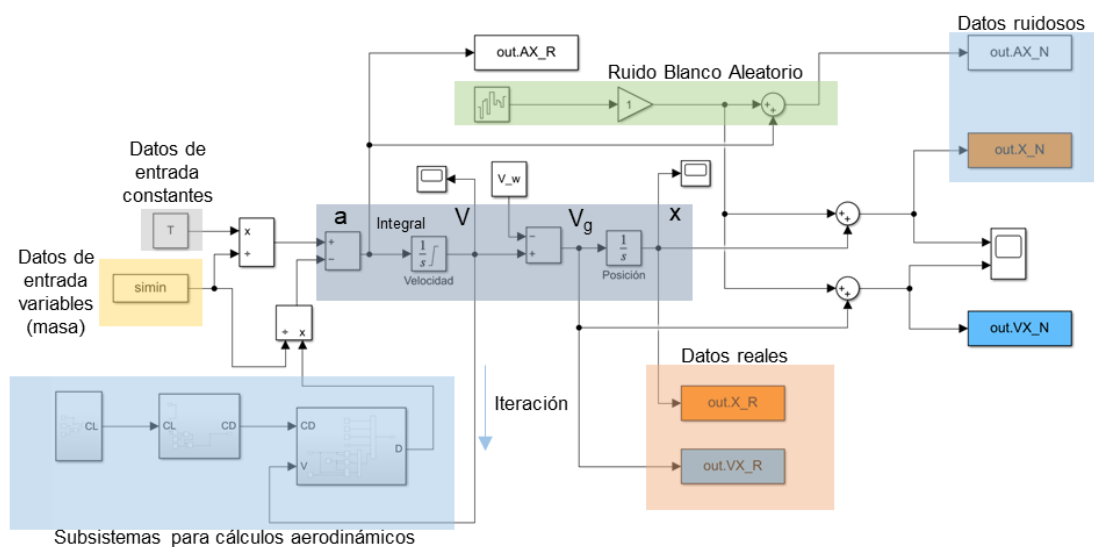 Datos ruidosos
out.AX_R
out.AX_N
Ruido Blanco Aleatorio
1
+
+
out.X_N
Datos de
entrada
constantes
V_w
a
Integral
V
V_g
x
T
x
÷
+
−
1
s
Velocidad
−
+
1
s
Posición
+
+
Datos de
entrada
variables
(masa)
simin
÷
x
+
+
out.VX_N
Datos reales
Iteración
out.X_R
CL
CL
CD
CD
V
D
out.VX_R
Subsistemas para cálculos aerodinámicos